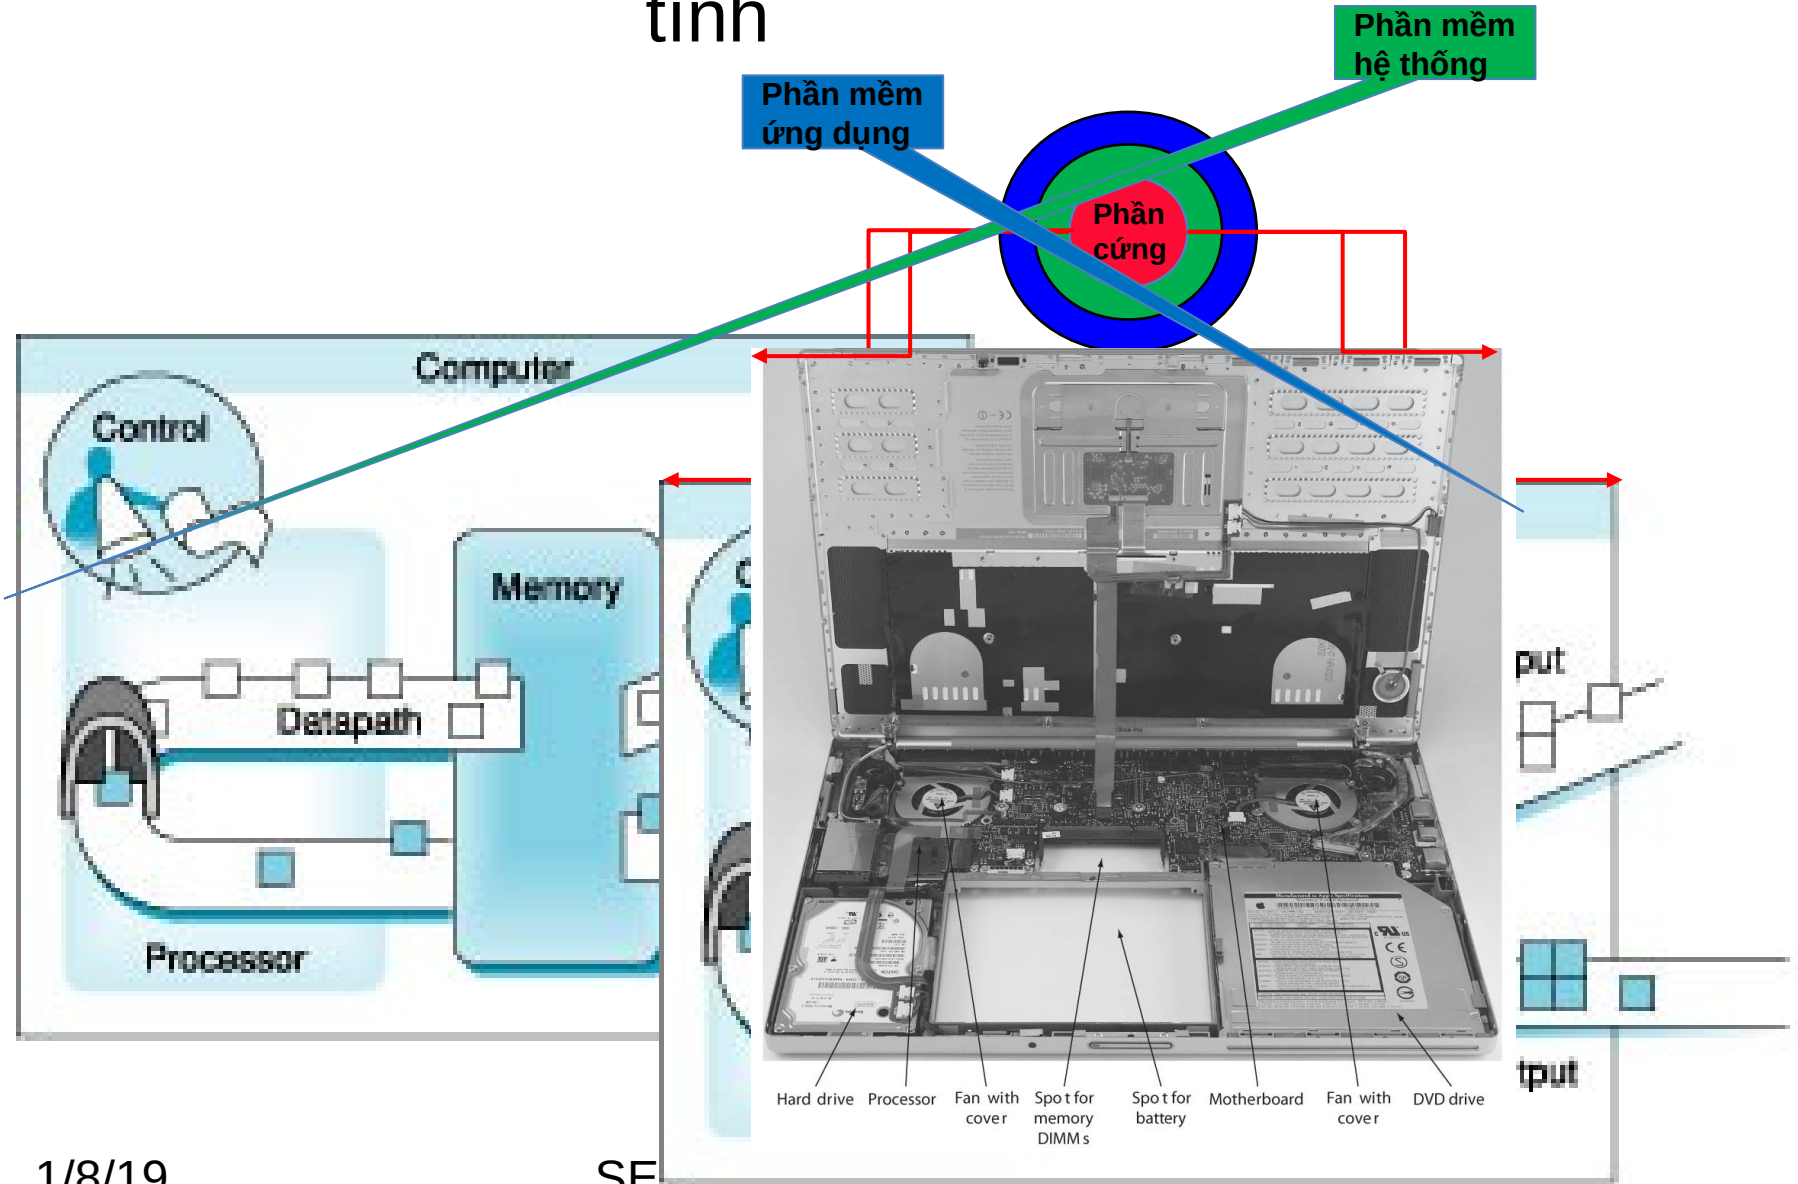 tính
Phần mềm
hệ thống
Phần mềm
ứng dụng
Phần
cứng
Computer
Control
Memory
Datapath
Processor
put
tput
Hard drive
Processor
Fan with
cover
Spot for
memory
DIMMs
Spot for
battery
Motherboard
Fan with
cover
DVD drive
1/8/19
SE